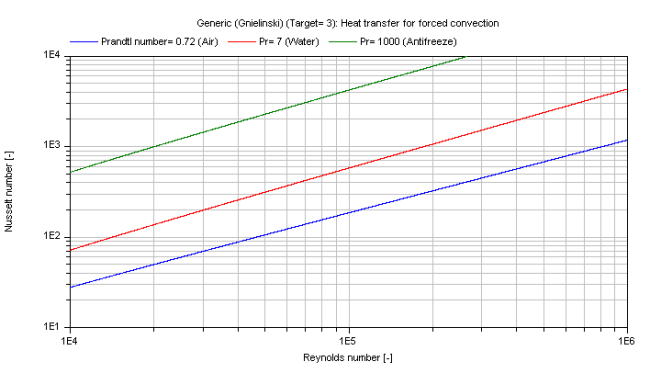 Generic (Gnielinski) (Target= 3): Heat transfer for forced convection
Prandtl number= 0.72 (Air) Pr= 7 (Water) Pr= 1000 (Antifreeze)
1E4
1E3
1E2
1E1
Nusselt number [-]
1E4 1E5 1E6
Reynolds number [-]